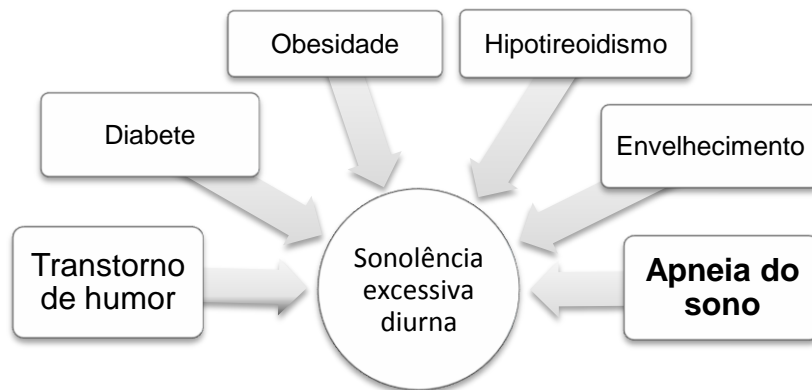 Obesidade
Hipotireoidismo
Diabete
Envelhecimento
Transtorno
de humor
Sonolência
excessiva
diurna
Apneia do
sono